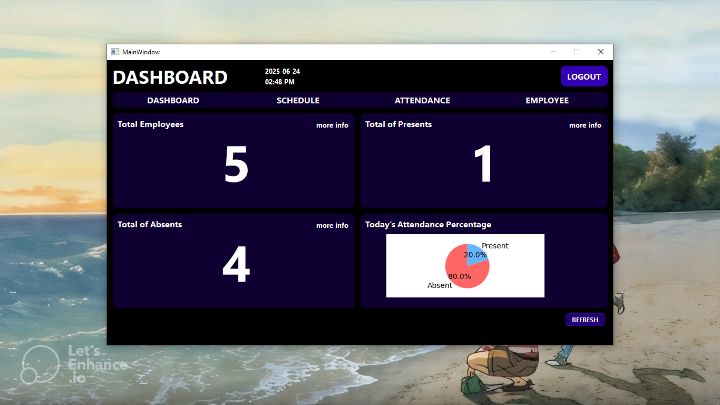 MainWindow
DASHBOARD
2025 06 24
02:48 PM
LOGOUT
DASHBOARD SCHEDULE ATTENDANCE EMPLOYEE
Total Employees more info
5
Total of Presents more info
1
Total of Absents more info
4
Today's Attendance Percentage
Present
20.0%
80.0%
Absent
REFRESH
Let's
Enhance
.io